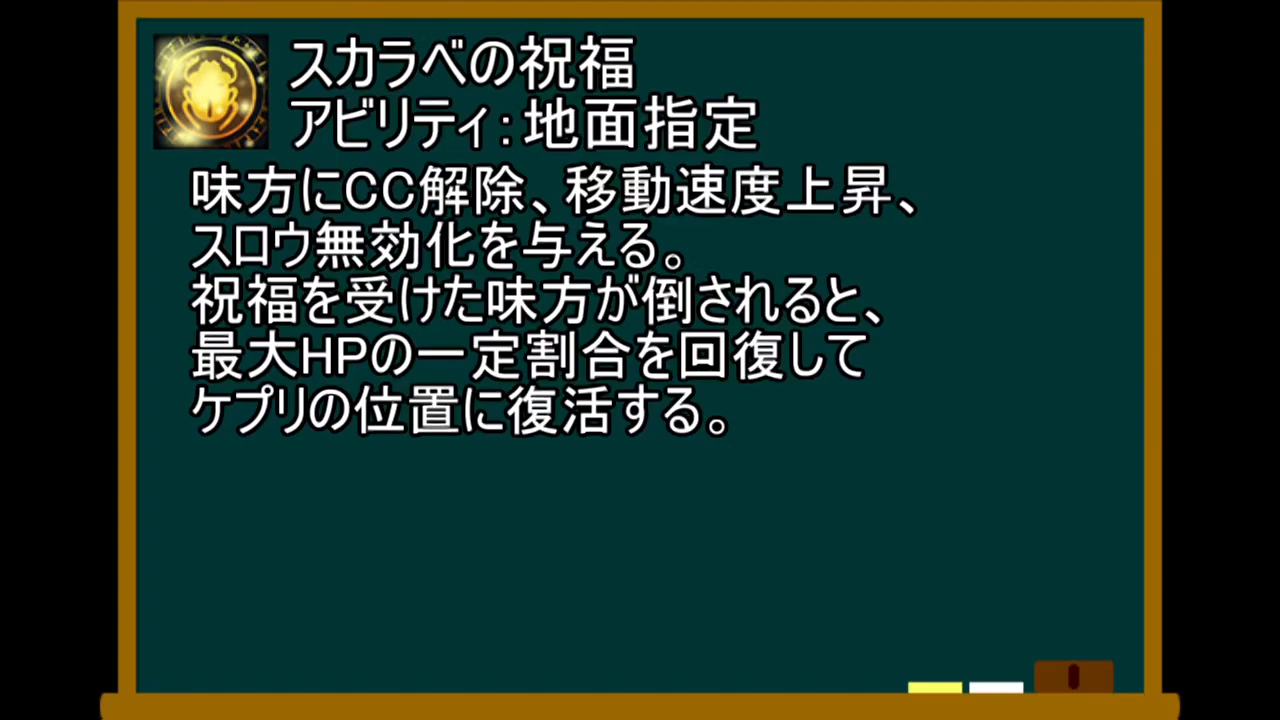 スカラベの祝福
アビリティ:地面指定
味方にCC解除、移動速度上昇、
スロウ無効化を与える。
祝福を受けた味方が倒されると、
最大HPの一定割合を回復して
ケプリの位置に復活する。